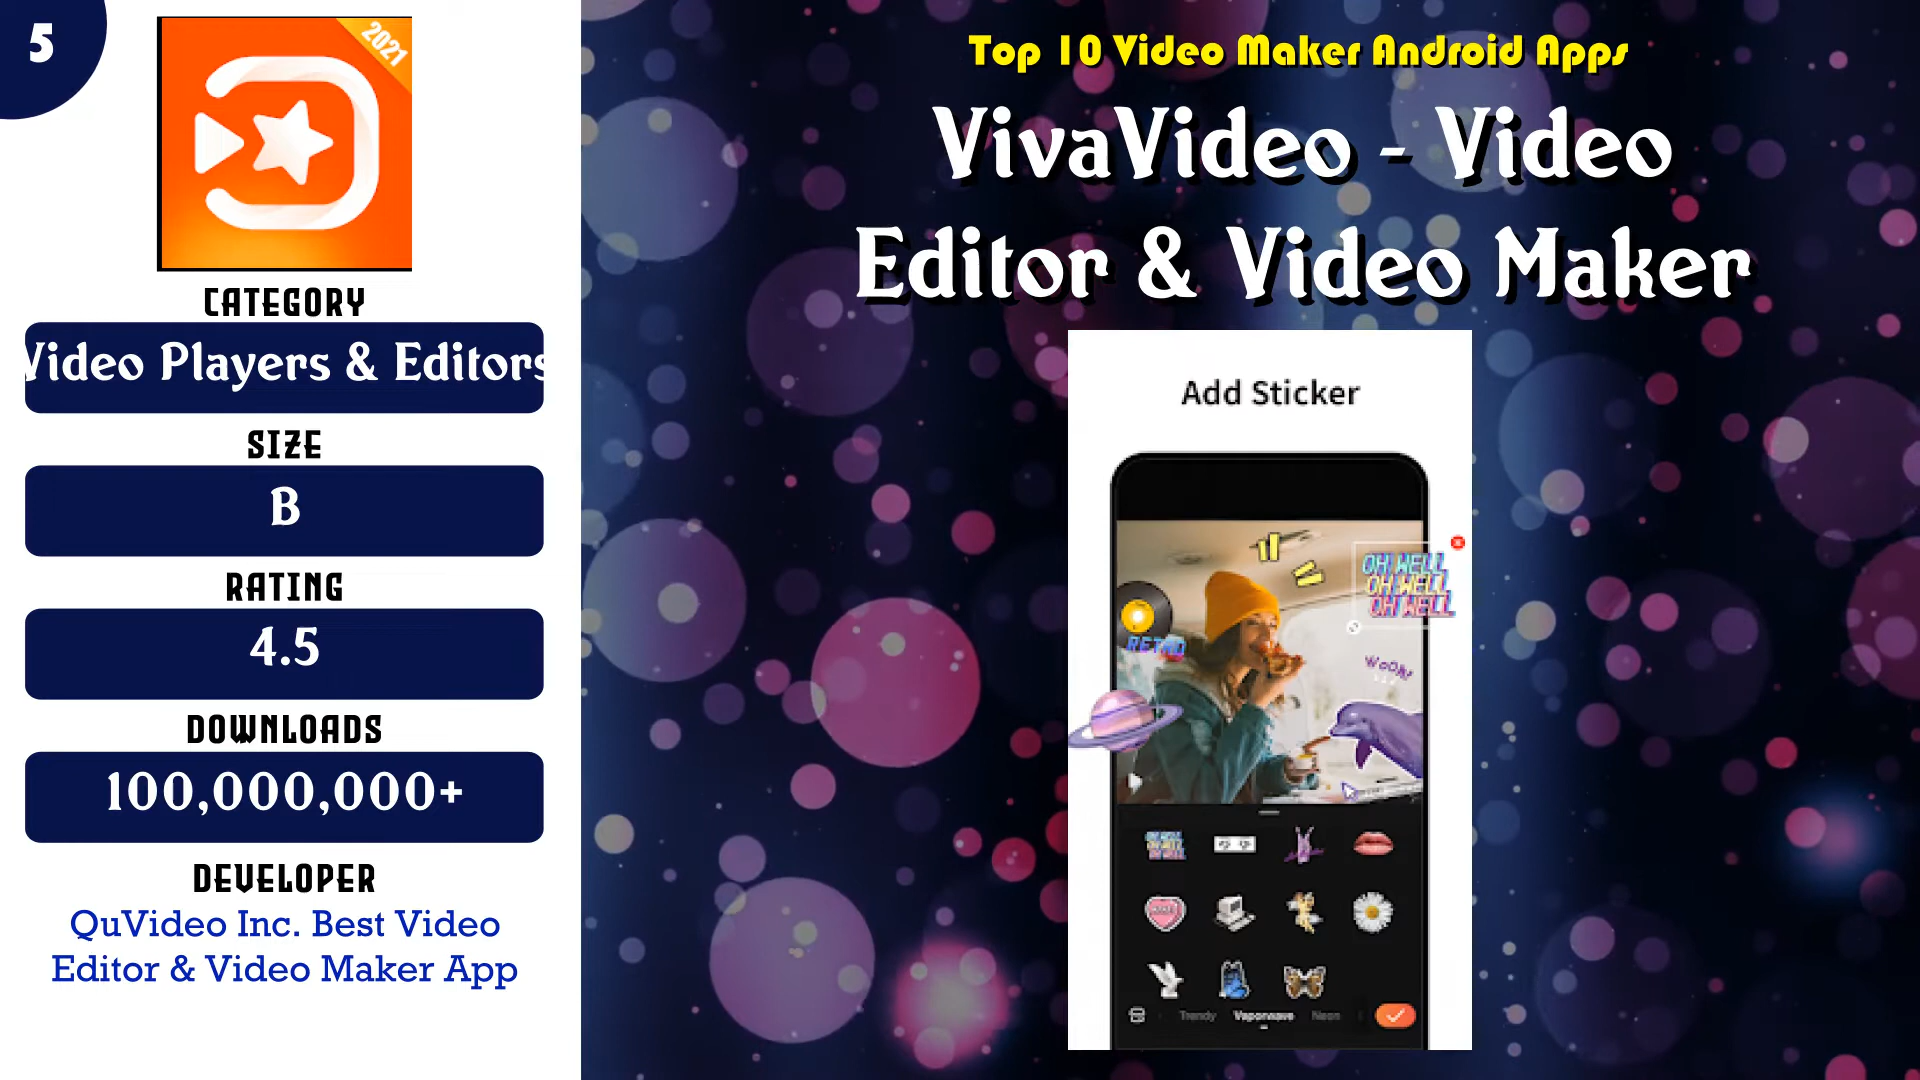 5
2021
CATEGORY
Video Players & Editors
SIZE
B
RATING
4.5
DOWNLOADS
100,000,000+
DEVELOPER
QuVideo Inc. Best Video
Editor & Video Maker App
Top 10 Video Maker Android Apps
VivaVideo - Video
Editor & Video Maker
Add Sticker
OH WELL
OH WELL
OH WELL
RETRO
WOOH!
Trendy
Vaporwave
Neon